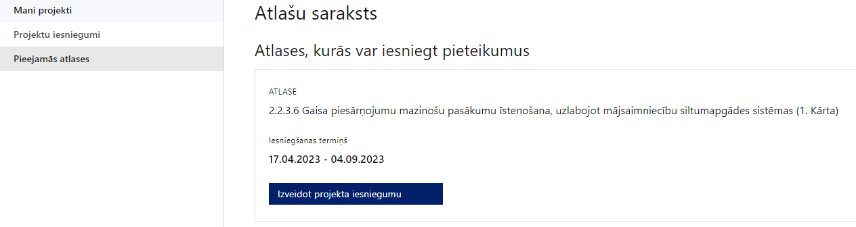 Mani projekti
Projektu iesniegumi
Pieejamās atlases
Atlašu saraksts
Atlases, kurās var iesniegt pieteikumus
ATLASE
2.2.3.6 Gaisa piesārņojumu mazinošu pasākumu īstenošana, uzlabojot mājsaimniecību siltumapgādes sistēmas (1. Kārta)
Iesniegšanas termiņš
17.04.2023 - 04.09.2023
Izveidot projekta iesniegumu